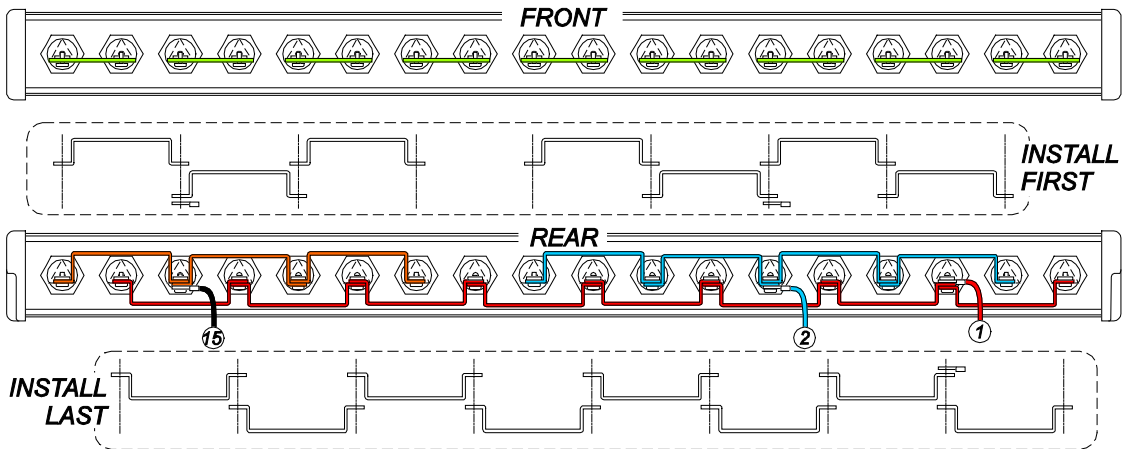 FRONT
INSTALL
FIRST
REAR
15
2
1
INSTALL
LAST